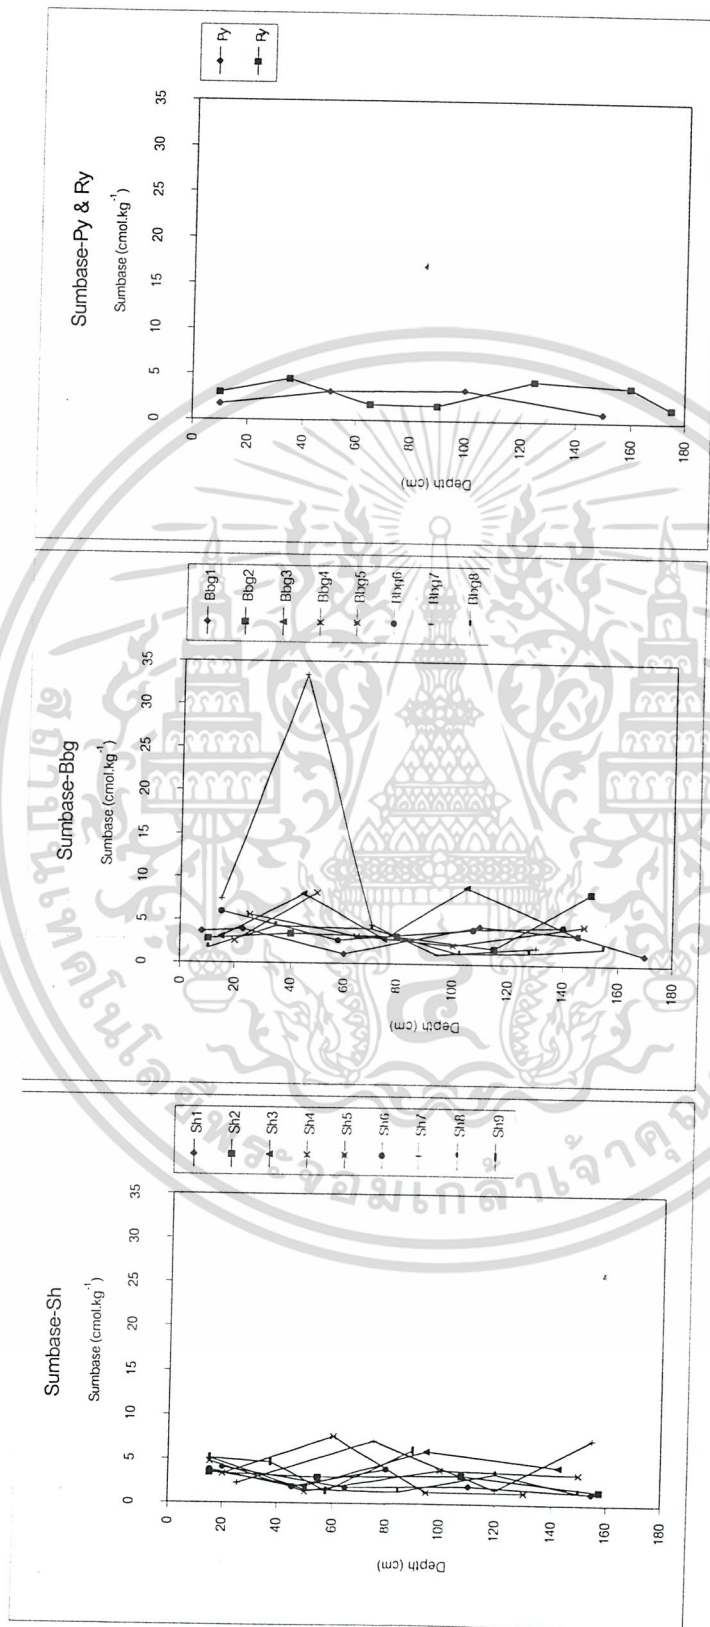 Sumbase-Py & Ry
Sumbase (cmol.kg-1)
0 5 10 15 20 25 30 35
0
20
40
60
80
100
120
140
160
180
Depth (cm)
Py
Ry
Sumbase-Bbg
Sumbase (cmol.kg-1)
0 5 10 15 20 25 30 35
0
20
40
60
80
100
120
140
160
180
Depth (cm)
Bbg1
Bbg2
Bbg3
Bbg4
Bbg5
Bbg6
Bbg7
Bbg8
Sumbase-Sh
Sumbase (cmol.kg-1)
0 5 10 15 20 25 30 35
0
20
40
60
80
100
120
140
160
180
Depth (cm)
Sh1
Sh2
Sh3
Sh4
Sh5
Sh6
Sh7
Sh8
Sh9